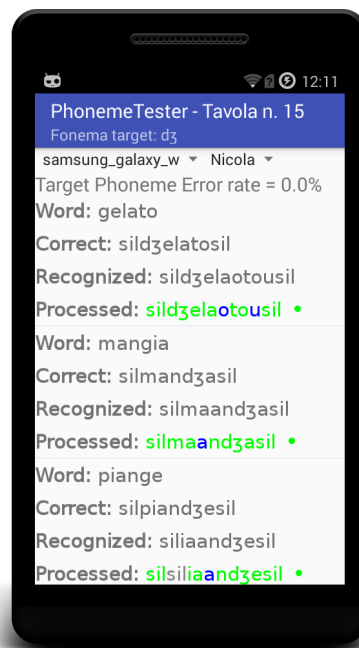 12:11
PhonemeTester - Tavola n. 15
Fonema target: dʒ
samsung_galaxy_w Nicola
Target Phoneme Error rate = 0.0%
Word: gelato
Correct: sildʒelatosil
Recognized: sildʒelaotousil
Processed: sildʒelaotousil •
Word: mangia
Correct: silmandʒasil
Recognized: silmaandʒasil
Processed: silmaandʒasil •
Word: piange
Correct: silpiandʒesil
Recognized: siliaandʒesil
Processed: silsiliaandʒesil •